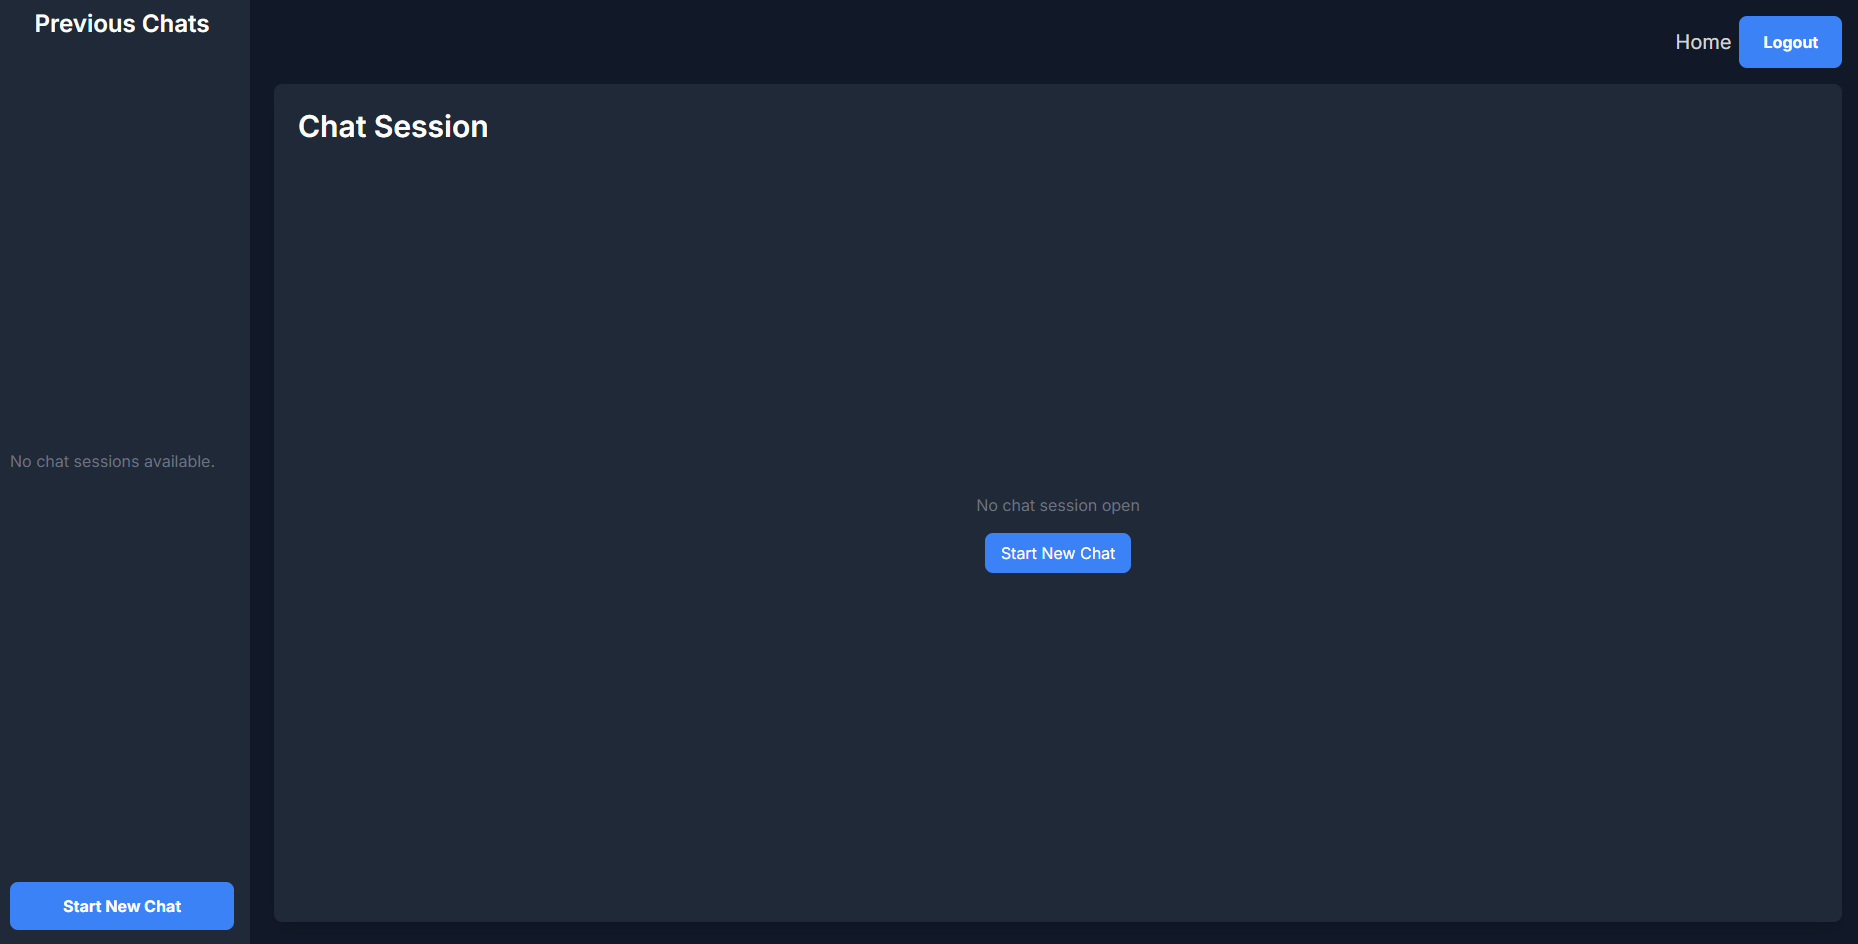 Previous Chats
No chat sessions available.
Start New Chat
Home
Logout
Chat Session
No chat session open
Start New Chat